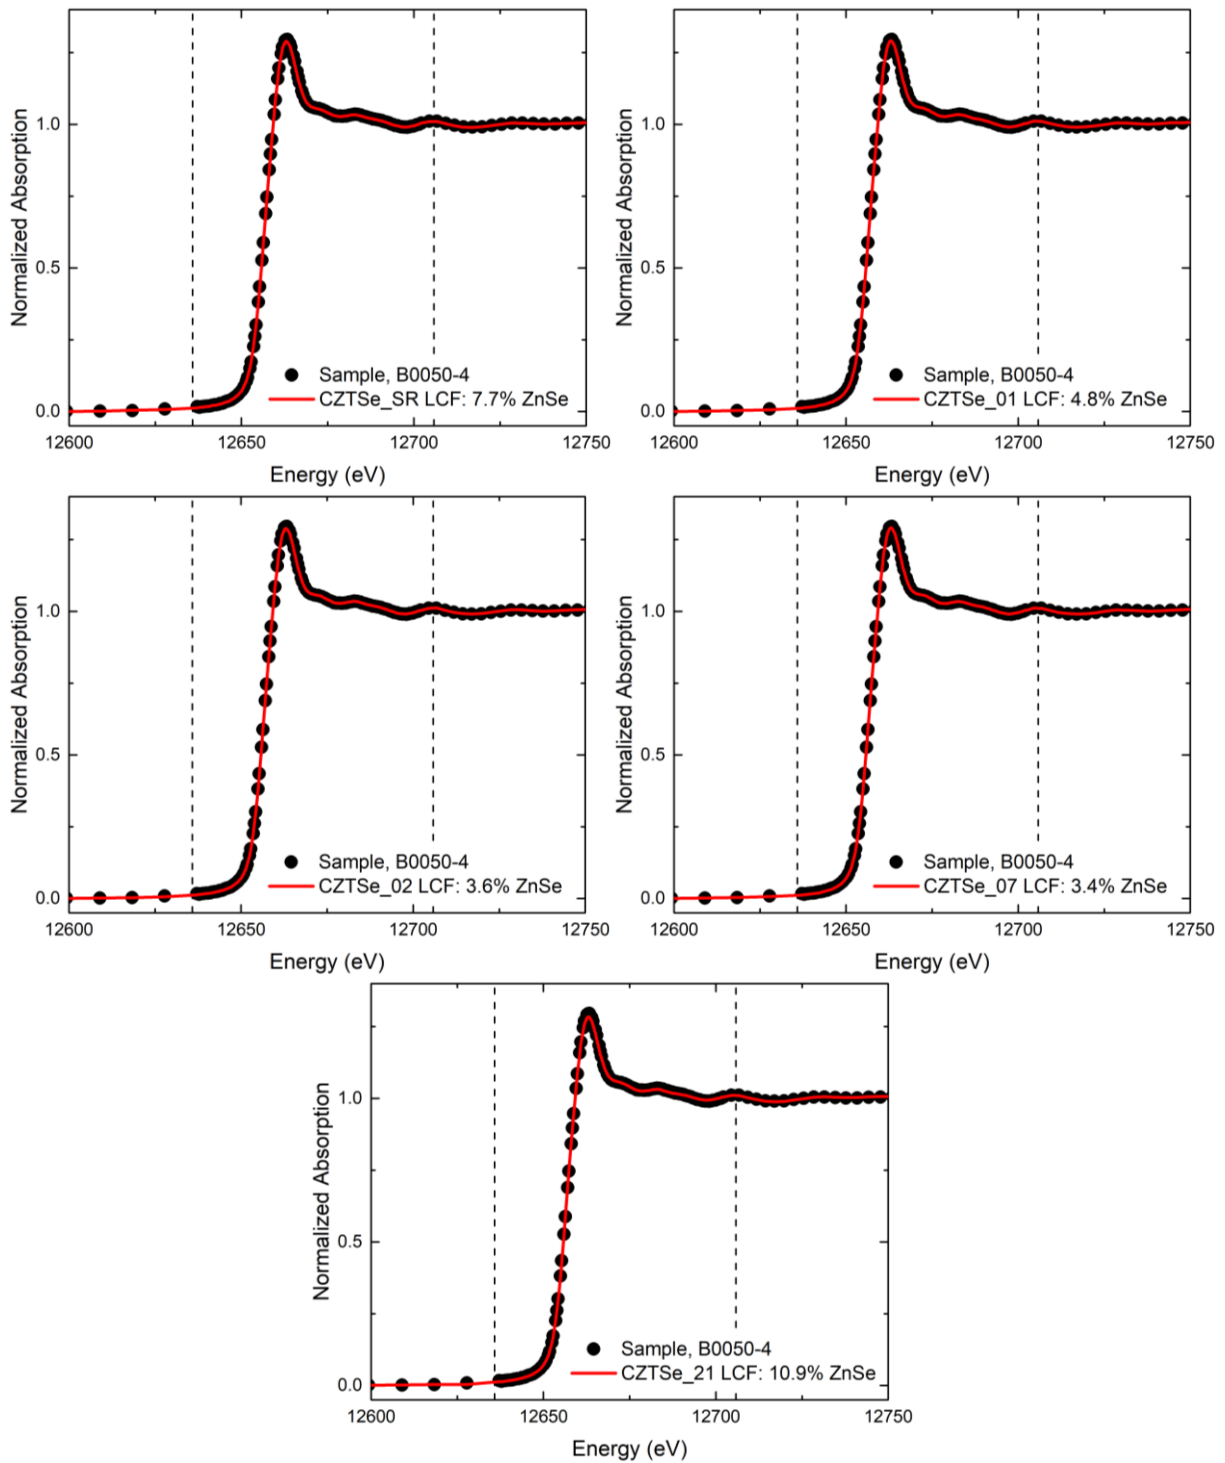 Normalized Absorption
1.0
0.5
0.0
Sample, B0050-4
CZTSe_SR LCF: 7.7% ZnSe
12600
12650
12700
12750
Energy (eV)
Normalized Absorption
1.0
0.5
0.0
Sample, B0050-4
CZTSe_01 LCF: 4.8% ZnSe
12600
12650
12700
12750
Energy (eV)
Normalized Absorption
1.0
0.5
0.0
Sample, B0050-4
CZTSe_02 LCF: 3.6% ZnSe
12600
12650
12700
12750
Energy (eV)
Normalized Absorption
1.0
0.5
0.0
Sample, B0050-4
CZTSe_07 LCF: 3.4% ZnSe
12600
12650
12700
12750
Energy (eV)
Normalized Absorption
1.0
0.5
0.0
Sample, B0050-4
CZTSe_21 LCF: 10.9% ZnSe
12600
12650
12700
12750
Energy (eV)